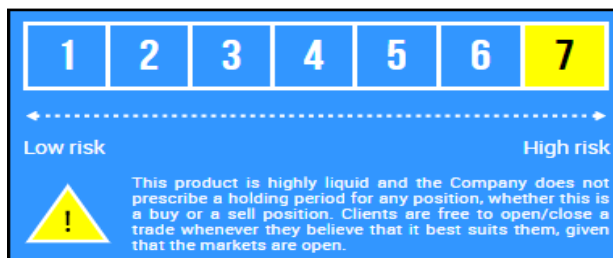 1 2 3 4 5 6 7
Low risk High risk
This product is highly liquid and the Company does not
prescribe a holding period for any position, whether this is
! a buy or a sell position. Clients are free to open/close a
trade whenever they believe that it best suits them, given
that the markets are open.